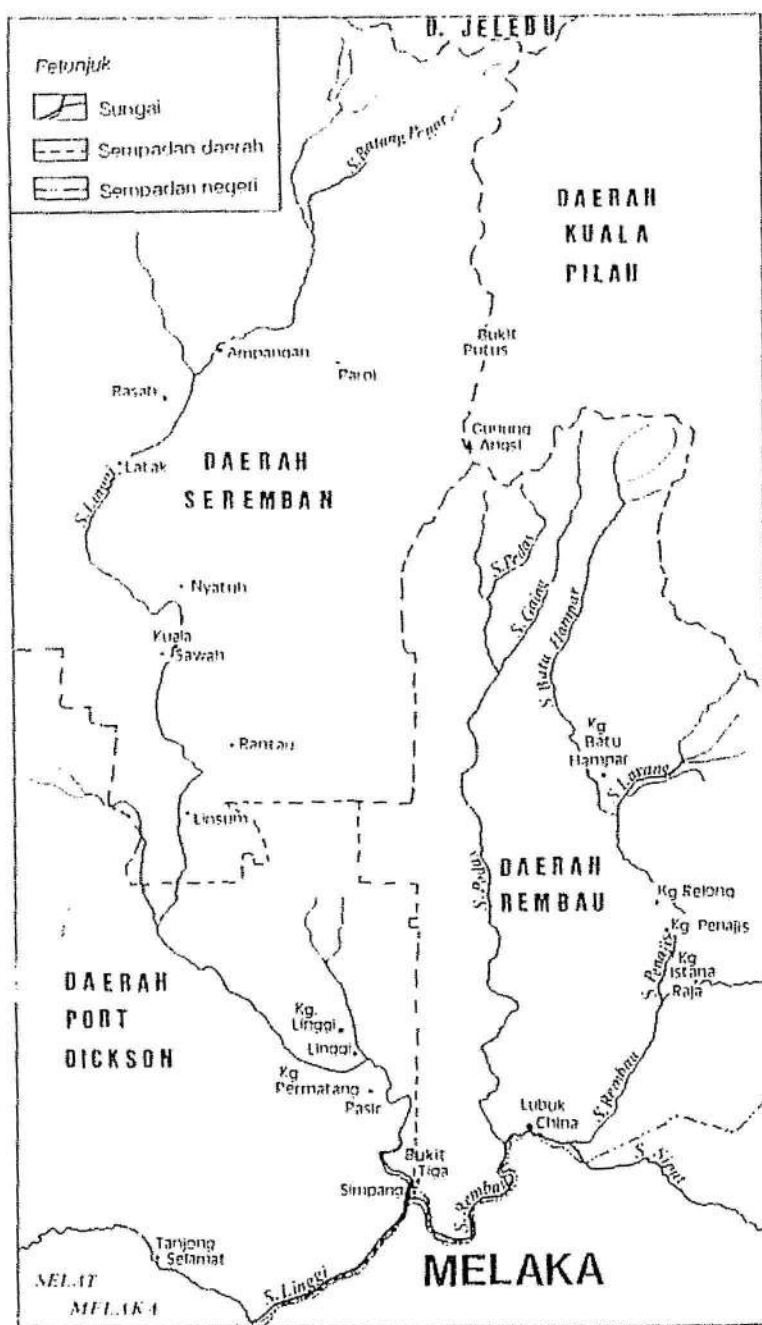 D. JELEBU
Petunjuk
Sungai
Sempadan daerah
Sempadan negeri
S. Batang Penar
DAERAH
KUALA
PILAH
Bukit
Putus
Ampangan
Paroi
Rasah
Gunung
Angsi
DAERAH
SEREMBAN
S. Linggi
Latak
S. Pedas
S. Gaing
S. Batu Hampar
Nyatuh
Kuala
Sawah
Kg
Batu
Hampar
Rantau
S. Larang
Linsum
DAERAH
REMBAU
S. Pedas
Kg Relong
Kg Penajis
S. Penajis
Kg
Istana
Raja
DAERAH
PORT
DICKSON
Kg.
Linggi
Linggi
Kg
Permatang
Pasir
S. Rembau
Lubuk
China
S. Siput
Bukit
Tiga
Simpang
S. Rembau
Tanjong
Selamat
S. Linggi
MELAKA
SELAT
MELAKA